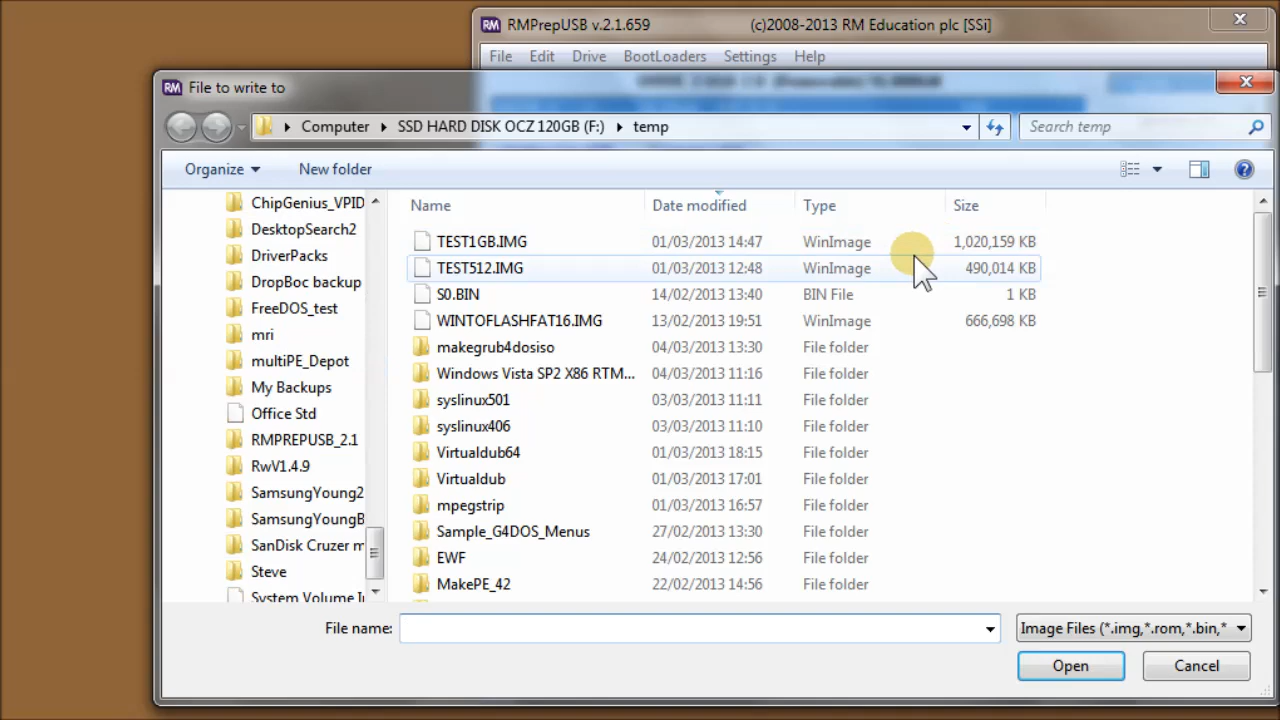 RM RMPrepUSB v.2.1.659 (c)2008-2013 RM Education plc [SSi]
File Edit Drive BootLoaders Settings Help
RM File to write to
Computer SSD HARD DISK OCZ 120GB (F:) temp Search temp
Organize New folder
Name Date modified Type Size
ChipGenius_VPID
DesktopSearch2
DriverPacks
DropBoc backup
FreeDOS_test
mri
multiPE_Depot
My Backups
Office Std
RMPREPUSB_2.1
RwV1.4.9
SamsungYoung2
SamsungYoungB
SanDisk Cruzer m
Steve
System Volume I
TEST1GB.IMG 01/03/2013 14:47 WinImage 1,020,159 KB
TEST512.IMG 01/03/2013 12:48 WinImage 490,014 KB
S0.BIN 14/02/2013 13:40 BIN File 1 KB
WINTOFLASHFAT16.IMG 13/02/2013 19:51 WinImage 666,698 KB
makegrub4dosiso 04/03/2013 13:30 File folder
Windows Vista SP2 X86 RTM... 04/03/2013 11:16 File folder
syslinux501 03/03/2013 11:11 File folder
syslinux406 03/03/2013 11:10 File folder
Virtualdub64 01/03/2013 18:15 File folder
Virtualdub 01/03/2013 17:01 File folder
mpegstrip 01/03/2013 16:57 File folder
Sample_G4DOS_Menus 27/02/2013 13:30 File folder
EWF 24/02/2013 12:56 File folder
MakePE_42 22/02/2013 14:56 File folder
File name: Image Files (*.img,*.rom,*.bin,*
Open Cancel